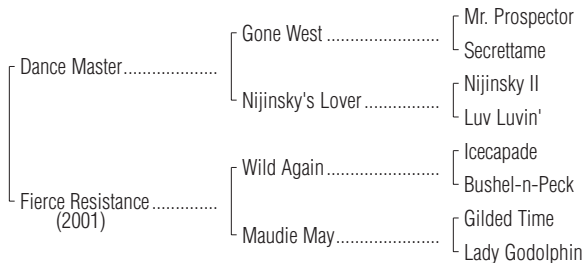 Mr. Prospector
Gone West ........................
Secrettame
Dance Master....................
Nijinsky II
Nijinsky's Lover ................
Luv Luvin'
Icecapade
Wild Again ........................
Bushel-n-Peck
Fierce Resistance..............
(2001)
Gilded Time
Maudie May......................
Lady Godolphin